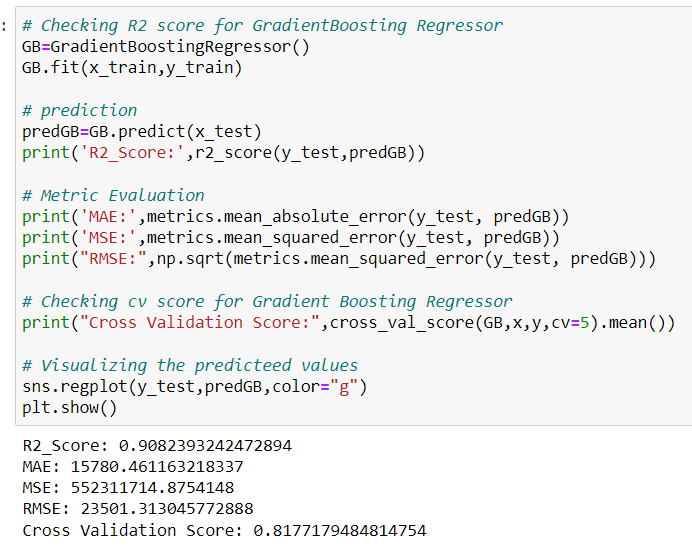 : # Checking R2 score for GradientBoosting Regressor
GB=GradientBoostingRegressor()
GB.fit(x_train,y_train)
# prediction
predGB=GB.predict(x_test)
print('R2_Score:',r2_score(y_test,predGB))
# Metric Evaluation
print('MAE:',metrics.mean_absolute_error(y_test, predGB))
print('MSE:',metrics.mean_squared_error(y_test, predGB))
print("RMSE:",np.sqrt(metrics.mean_squared_error(y_test, predGB)))
# Checking cv score for Gradient Boosting Regressor
print("Cross Validation Score:",cross_val_score(GB,x,y,cv=5).mean())
# Visualizing the predicteed values
sns.regplot(y_test,predGB,color="g")
plt.show()
R2_Score: 0.9082393242472894
MAE: 15780.461163218337
MSE: 552311714.8754148
RMSE: 23501.313045772888
Cross Validation Score: 0.8177179484814754